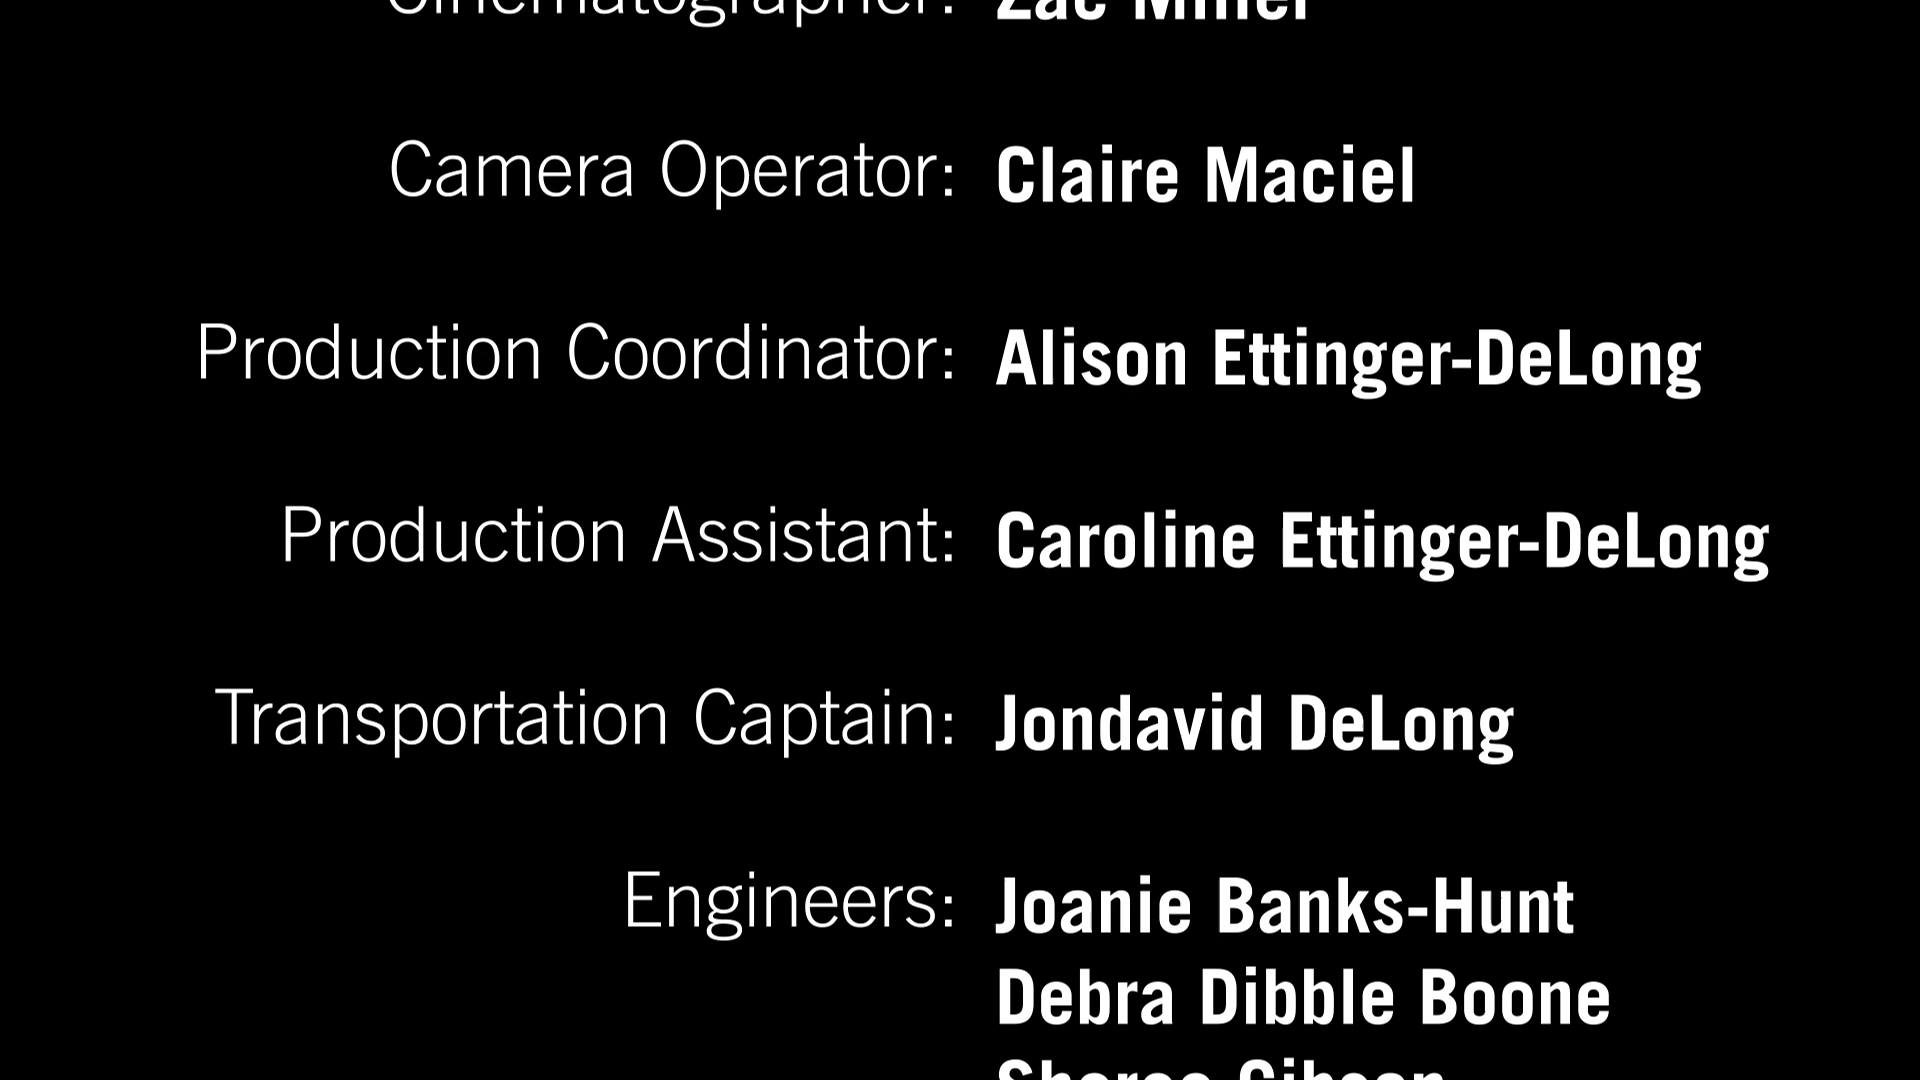 Cinematographer: Zac Miller
Camera Operator: Claire Maciel
Production Coordinator: Alison Ettinger-DeLong
Production Assistant: Caroline Ettinger-DeLong
Transportation Captain: Jondavid DeLong
Engineers: Joanie Banks-Hunt
Debra Dibble Boone
Gibson